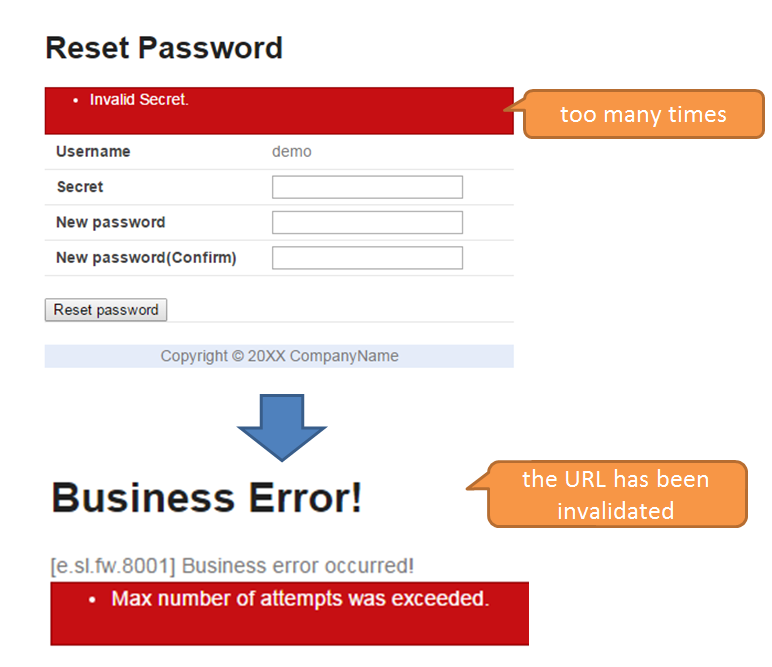 Reset Password
• Invalid Secret.
too many times
Username demo
Secret
New password
New password(Confirm)
Reset password
Copyright © 20XX CompanyName
the URL has been
invalidated
Business Error!
[e.sl.fw.8001] Business error occurred!
• Max number of attempts was exceeded.